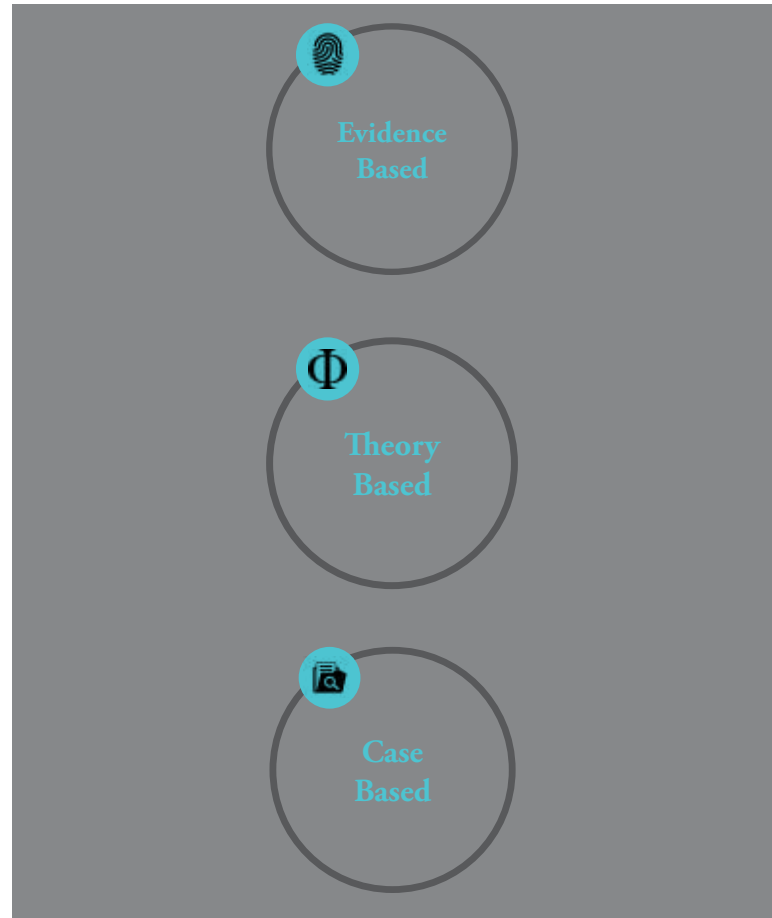 Evidence
Based
Φ
Theory
Based
Case
Based